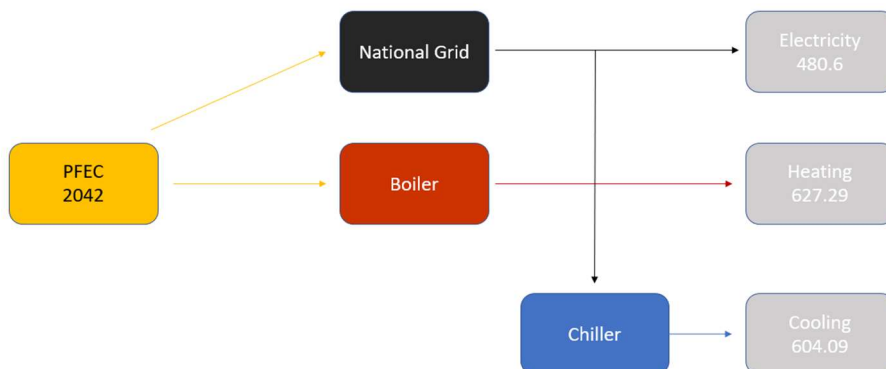 National Grid
Electricity
480.6
PFEC
2042
Boiler
Heating
627.29
Chiller
Cooling
604.09